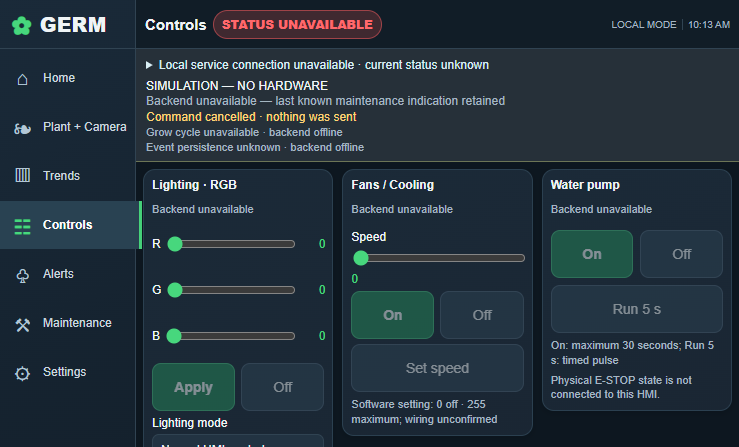 GERM
Controls
STATUS UNAVAILABLE
LOCAL MODE
10:13 AM
Home
Plant + Camera
Trends
Controls
Alerts
Maintenance
Settings
▶ Local service connection unavailable · current status unknown
SIMULATION — NO HARDWARE
Backend unavailable — last known maintenance indication retained
Command cancelled · nothing was sent
Grow cycle unavailable · backend offline
Event persistence unknown · backend offline
Lighting · RGB
Backend unavailable
R 0
G 0
B 0
Apply
Off
Lighting mode
Fans / Cooling
Backend unavailable
Speed
0
On
Off
Set speed
Software setting: 0 off · 255
maximum; wiring unconfirmed
Water pump
Backend unavailable
On
Off
Run 5 s
On: maximum 30 seconds; Run 5
s: timed pulse
Physical E-STOP state is not
connected to this HMI.